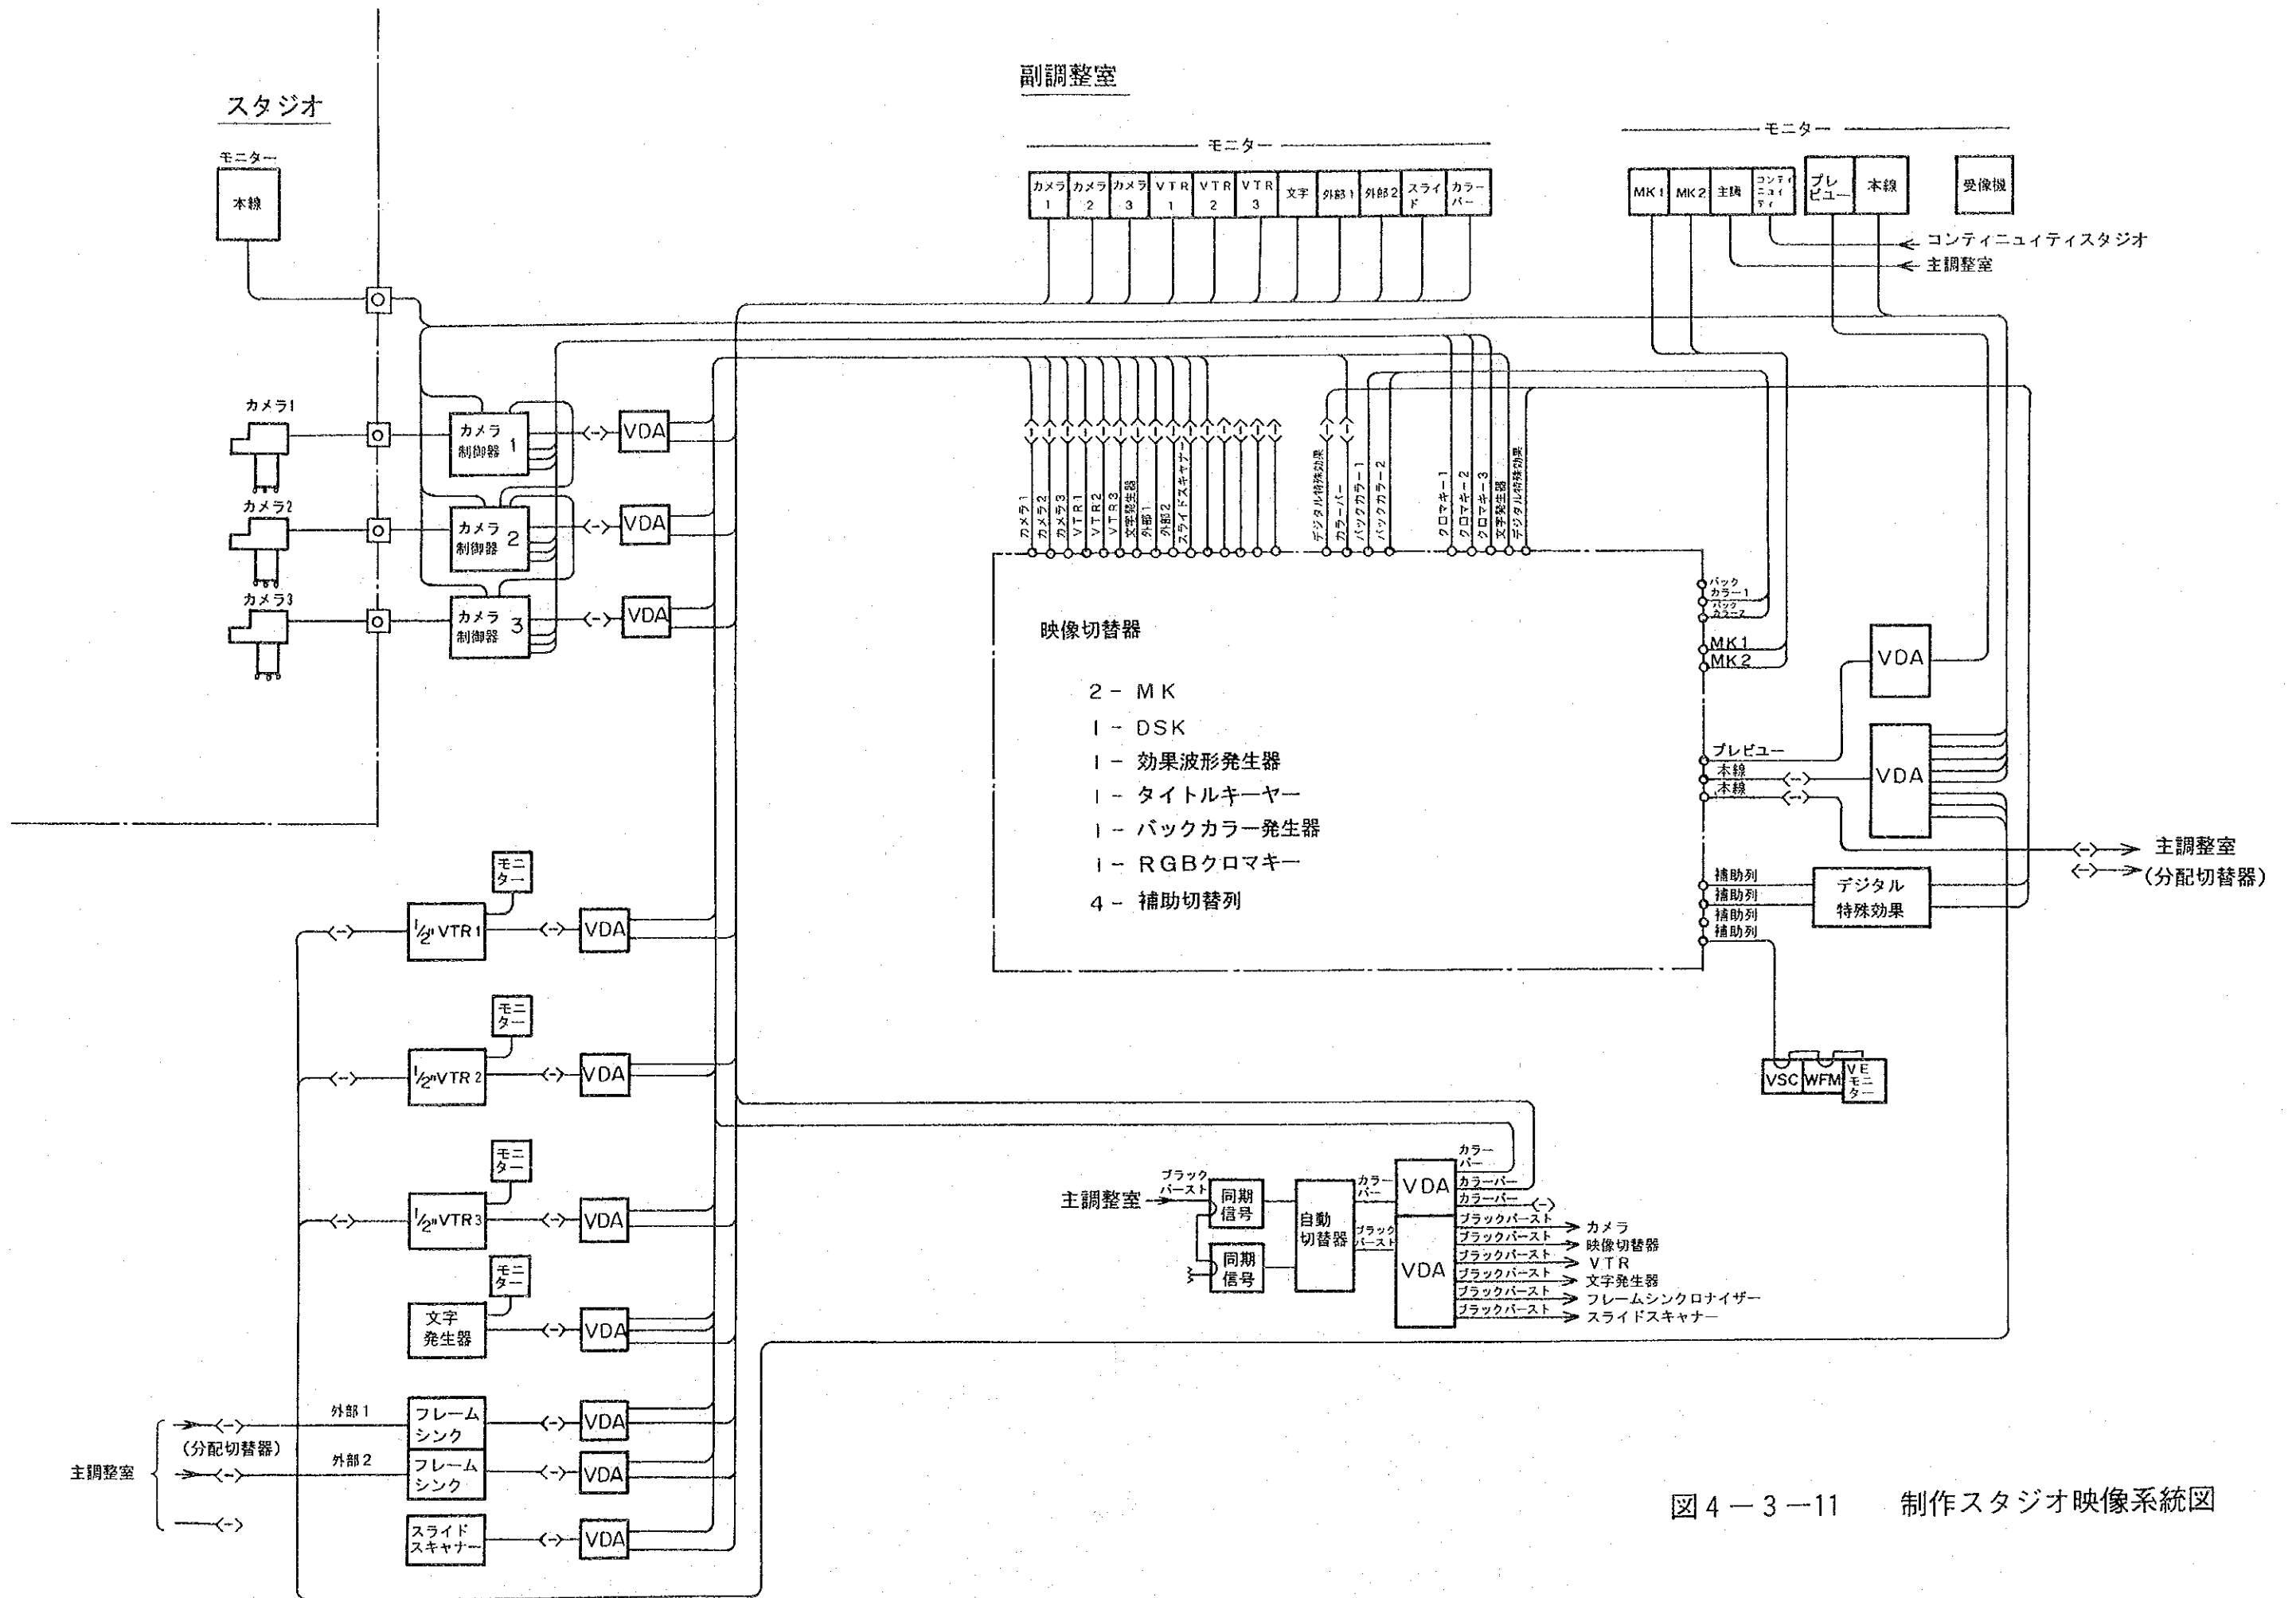 副調整室
スタジオ
モニター
本線
モニター
カメラ
1
カメラ
2
カメラ
3
VTR
1
VTR
2
VTR
3
文字
外部1
外部2
スライ
ド
カラー
バー
モニター
MK1
MK2
主調
コンティ
ニュイ
ティ
プレ
ビュー
本線
受像機
コンティニュイティスタジオ
主調整室
カメラ1
カメラ
制御器 1
VDA
カメラ2
カメラ
制御器 2
VDA
カメラ3
カメラ
制御器 3
VDA
カメラ1
カメラ2
カメラ3
VTR1
VTR2
VTR3
文字発生器
外部1
外部2
スライドスキャナー
デジタル特殊効果
カラーバー
バックカラー1
バックカラー2
クロマキー1
クロマキー2
クロマキー3
文字発生器
デジタル特殊効果
映像切替器
2- MK
1- DSK
1- 効果波形発生器
1- タイトルキーヤー
1- バックカラー発生器
1- RGBクロマキー
4- 補助切替列
バック
カラー1
バック
カラー2
MK1
MK2
VDA
プレビュー
本線
本線
VDA
主調整室
(分配切替器)
補助列
補助列
補助列
補助列
デジタル
特殊効果
VSC
WFM
VE
モニ
ター
モニ
ター
1/2"VTR1
VDA
モニ
ター
1/2"VTR2
VDA
モニ
ター
1/2"VTR3
VDA
モニ
ター
文字
発生器
VDA
主調整室
外部1
(分配切替器)
外部2
フレーム
シンク
VDA
フレーム
シンク
VDA
スライド
スキャナー
VDA
主調整室
ブラック
バースト
同期
信号
同期
信号
自動
切替器
カラー
バー
ブラック
バースト
VDA
VDA
カラー
バー
カラーバー
カラーバー
ブラックバースト カメラ
ブラックバースト 映像切替器
ブラックバースト VTR
ブラックバースト 文字発生器
ブラックバースト フレームシンクロナイザー
ブラックバースト スライドスキャナー
図4-3-11 制作スタジオ映像系統図